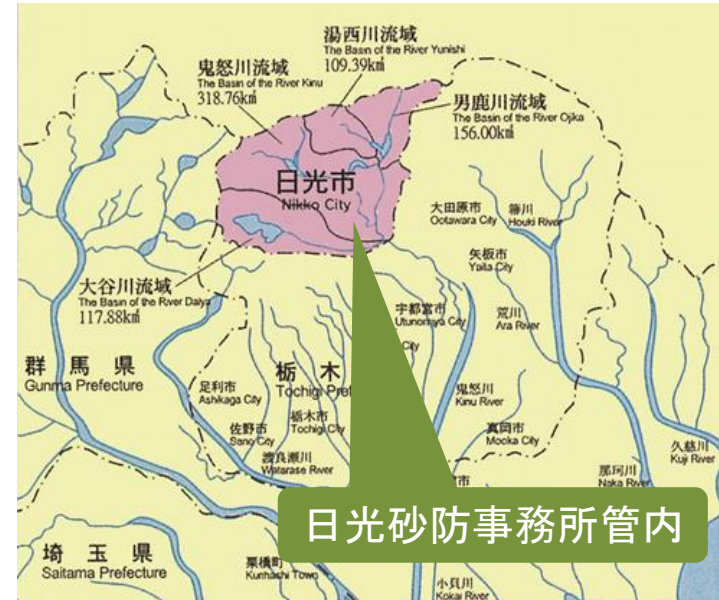 湯西川流域
The Basin of the River Yunishi
109.39k㎡
鬼怒川流域
The Basin of the River Kinu
318.76k㎡
男鹿川流域
The Basin of the River Ojika
156.00k㎡
日光市
Nikko City
大田原市
Ootawara City
箒川
Houki River
矢板市
Yaita City
大谷川流域
The Basin of the River Daiya
117.88k㎡
宇都宮市
Utunomiya City
City
荒川
Ara River
群馬県
Gunma Prefecture
栃木
Tochigi Pref
足利市
Ashikaga City
鬼怒川
Kinu River
佐野市
Sano City
栃木市
Tochigi City
真岡市
Mooka City
渡良瀬川
Watarase River
久慈川
Kuji River
那珂川
Naka River
市
日光砂防事務所管内
埼玉県
Saitama Prefecture
栗橋町
Kurihashi Town
小貝川
Kokai River